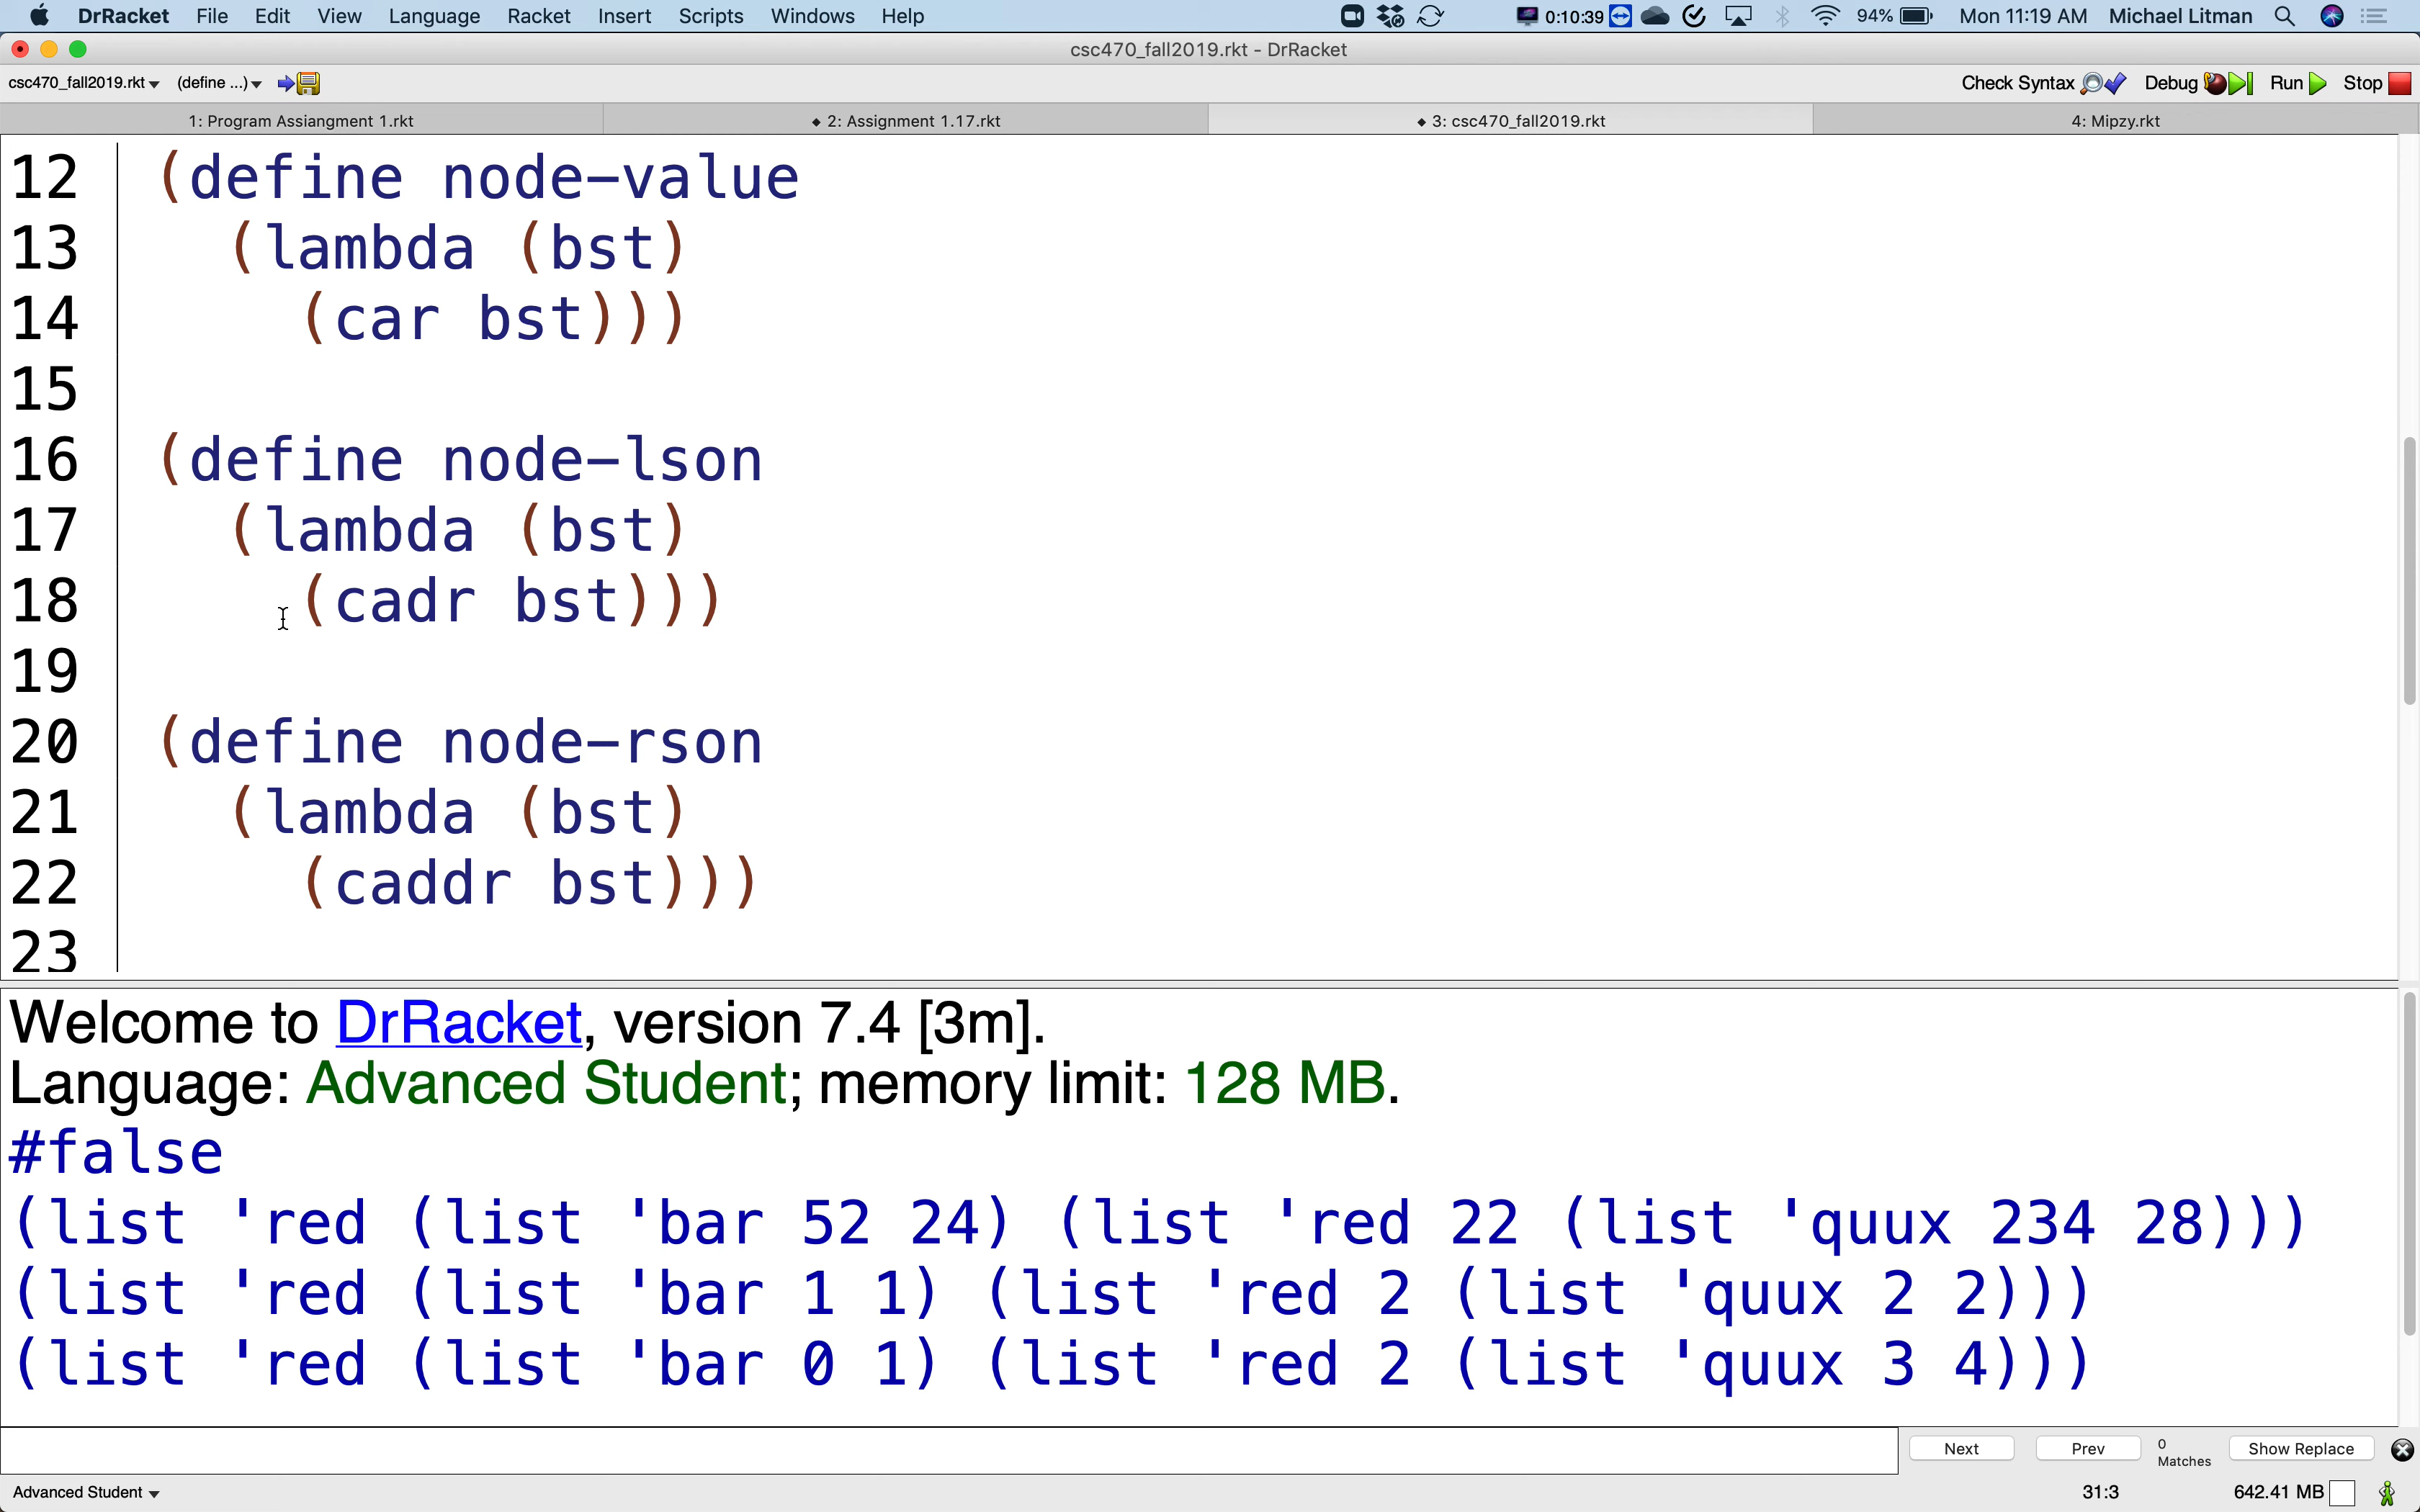 DrRacket File Edit View Language Racket Insert Scripts Windows Help 0:10:39 94% Mon 11:19 AM Michael Litman
csc470_fall2019.rkt - DrRacket
csc470_fall2019.rkt (define ...) Check Syntax Debug Run Stop
1: Program Assiangment 1.rkt ◆ 2: Assignment 1.17.rkt ◆ 3: csc470_fall2019.rkt 4: Mipzy.rkt
12 (define node-value
13 (lambda (bst)
14 (car bst)))
15
16 (define node-lson
17 (lambda (bst)
18 (cadr bst)))
19
20 (define node-rson
21 (lambda (bst)
22 (caddr bst)))
23
Welcome to DrRacket, version 7.4 [3m].
Language: Advanced Student; memory limit: 128 MB.
#false
(list 'red (list 'bar 52 24) (list 'red 22 (list 'quux 234 28)))
(list 'red (list 'bar 1 1) (list 'red 2 (list 'quux 2 2)))
(list 'red (list 'bar 0 1) (list 'red 2 (list 'quux 3 4)))
Next Prev 0 Matches Show Replace
Advanced Student 31:3 642.41 MB